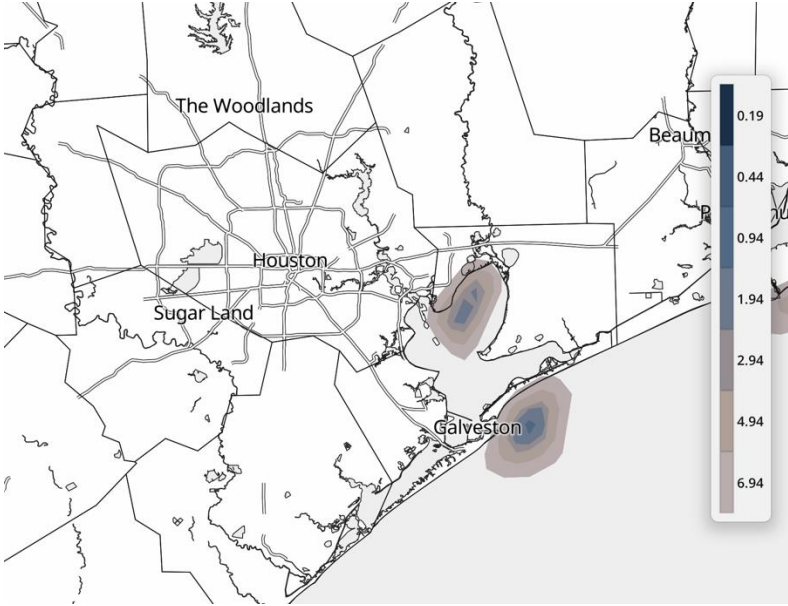 The Woodlands
Beaum
Houston
Sugar Land
Galveston
0.19
0.44
0.94
1.94
2.94
4.94
6.94